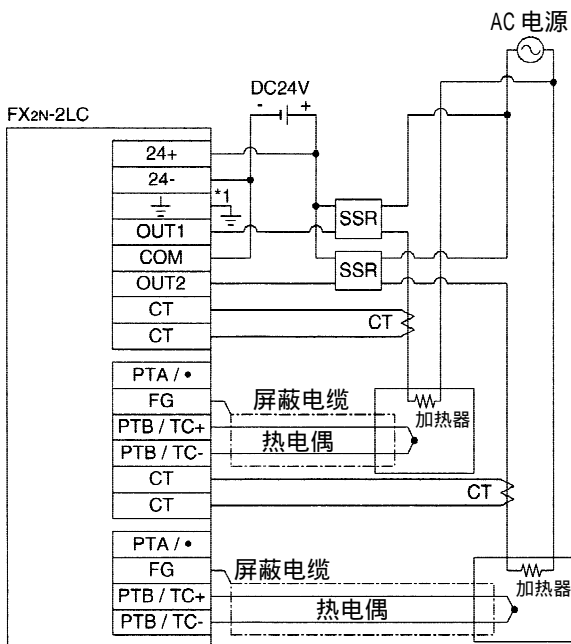 AC 电源
DC24V
- +
FX2N-2LC
24+
24-
*1
OUT1
SSR
COM
SSR
OUT2
CT
CT
CT
PTA / •
FG
屏蔽电缆
加热器
PTB / TC+
热电偶
PTB / TC-
CT
CT
CT
PTA / •
FG
屏蔽电缆
加热器
PTB / TC+
热电偶
PTB / TC-